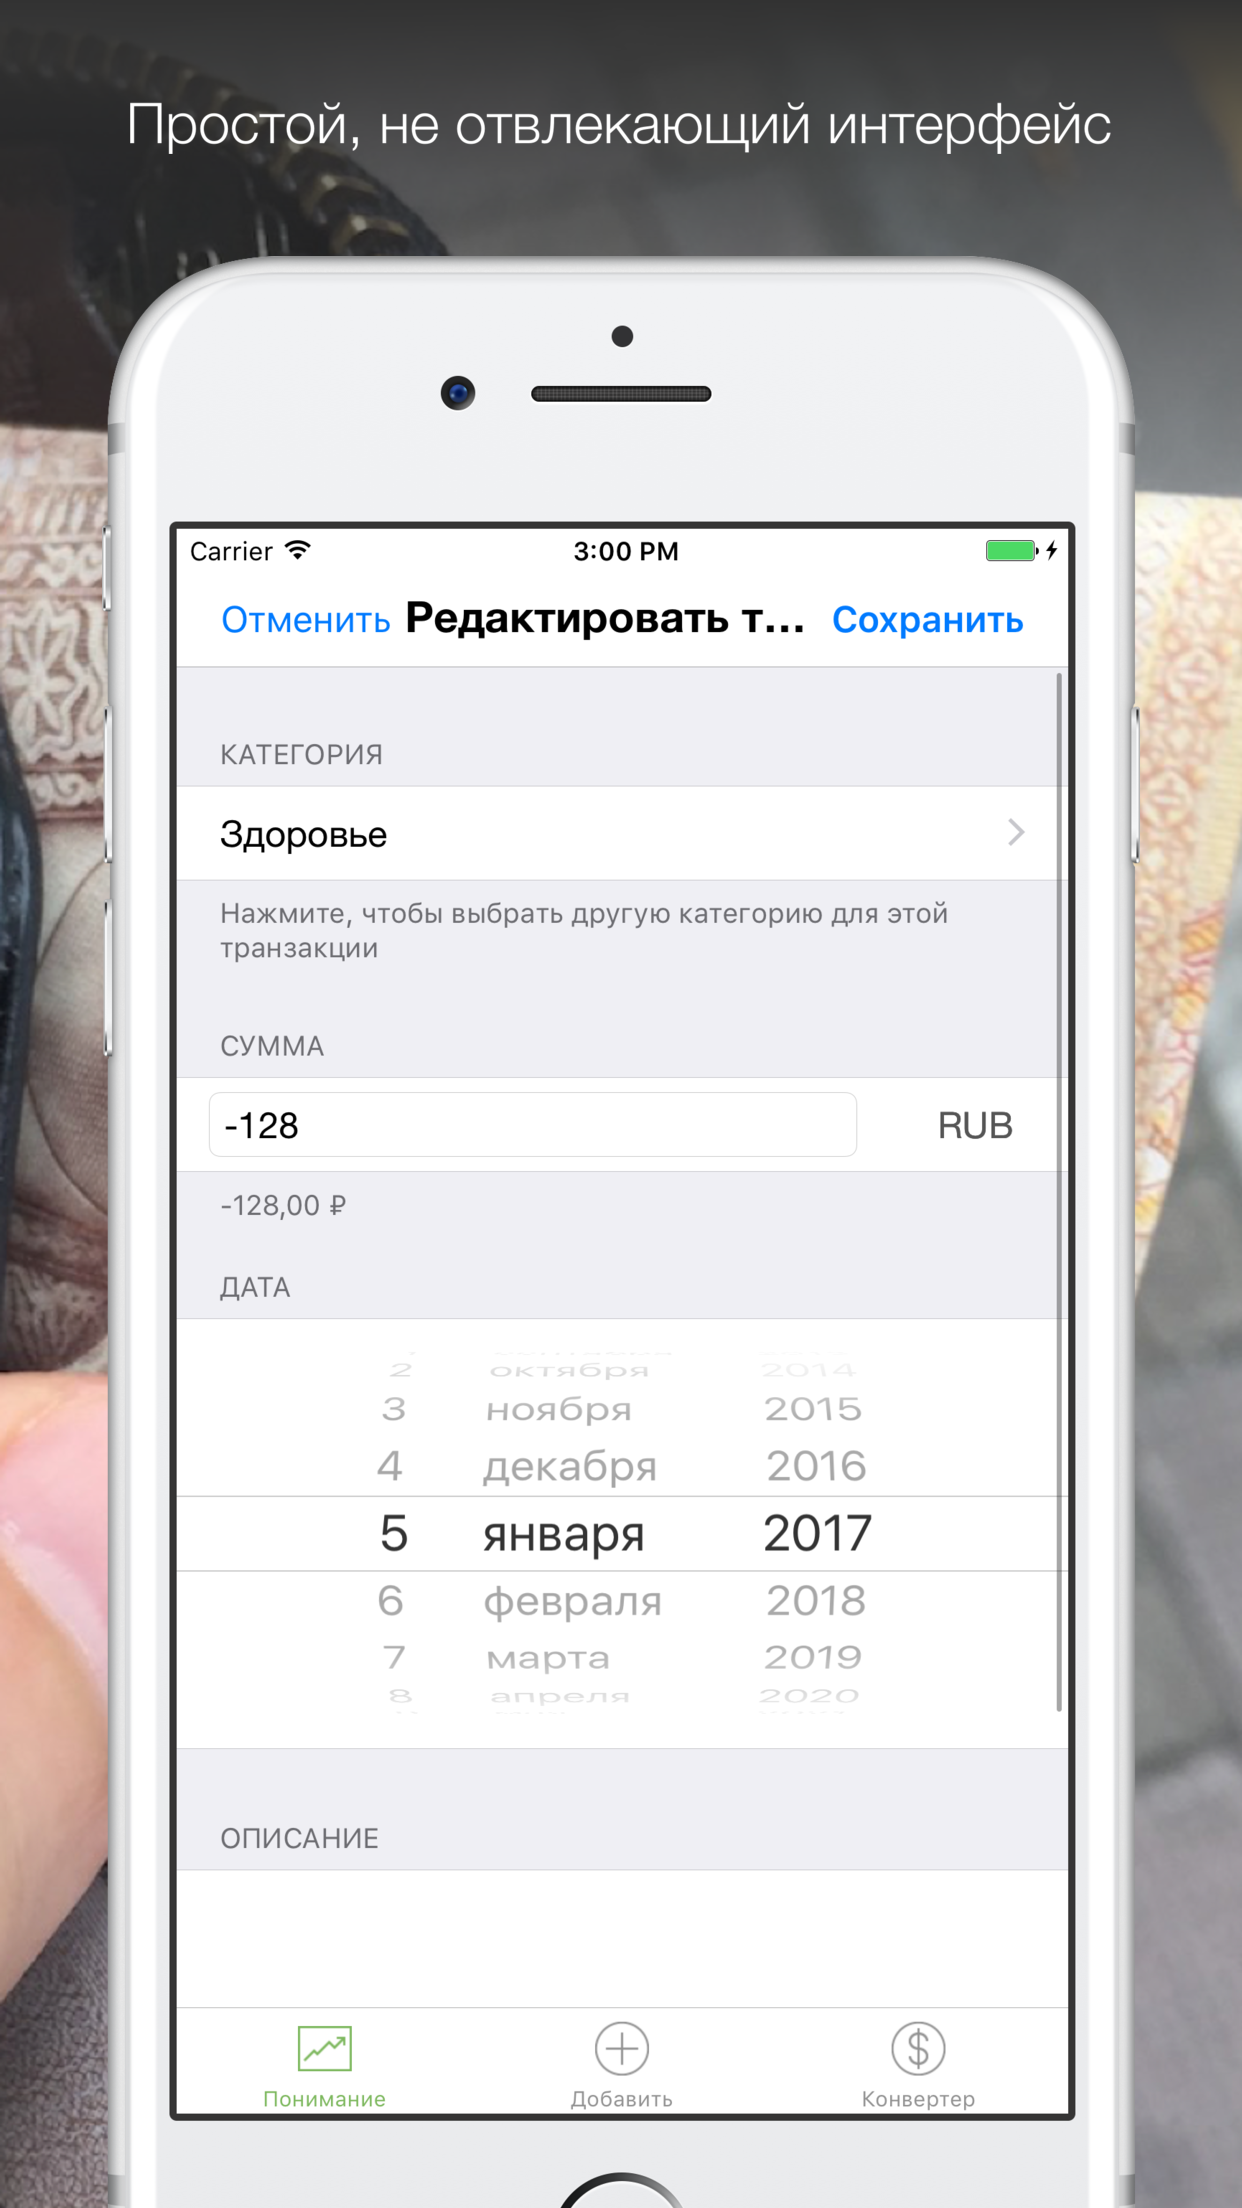 Простой, не отвлекающий интерфейс
Carrier 3:00 PM
Отменить Редактировать т... Сохранить
КАТЕГОРИЯ
Здоровье
Нажмите, чтобы выбрать другую категорию для этой
транзакции
СУММА
-128 RUB
-128,00 ₽
ДАТА
2 октября 2014
3 ноября 2015
4 декабря 2016
5 января 2017
6 февраля 2018
7 марта 2019
8 апреля 2020
ОПИСАНИЕ
Понимание Добавить Конвертер